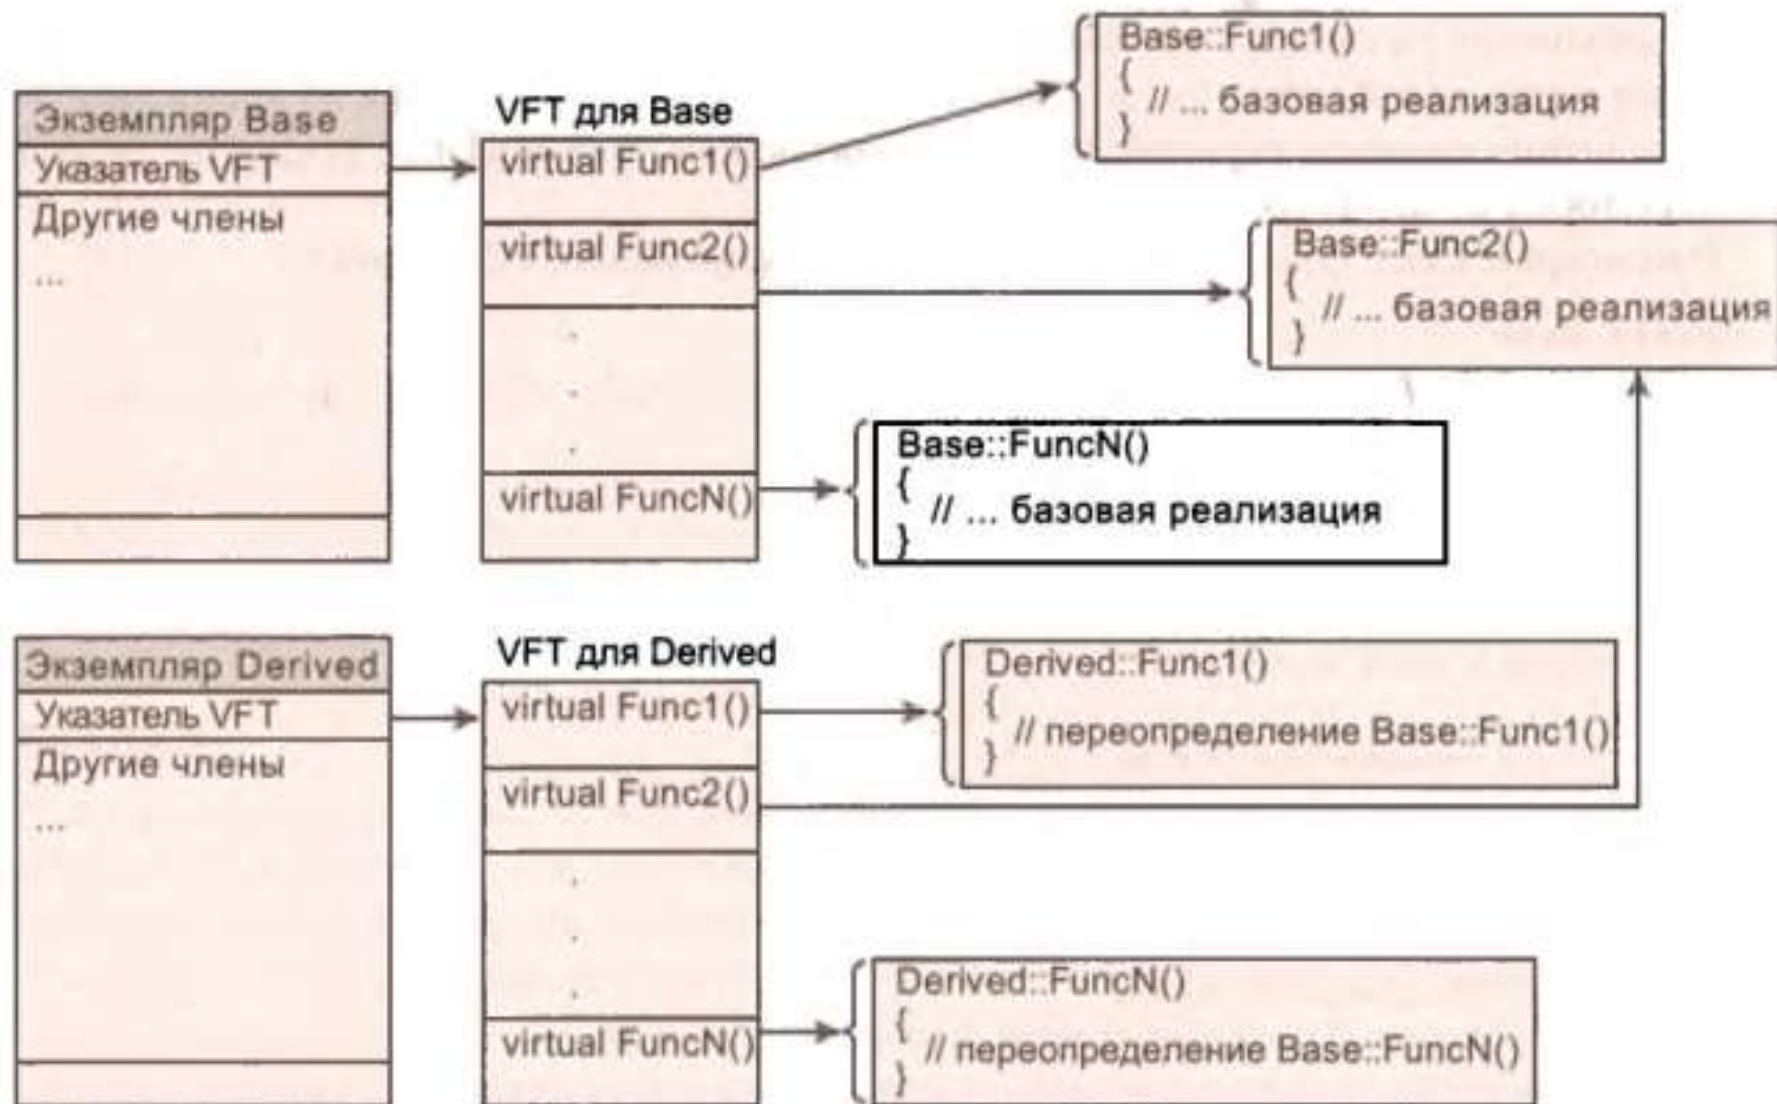 Base::Func1()
{
// ... базовая реализация
}
Экземпляр Base
Указатель VFT
Другие члены
...
VFT для Base
virtual Func1()
virtual Func2()
.
.
.
virtual FuncN()
Base::Func2()
{
// ... базовая реализация
}
Base::FuncN()
{
// ... базовая реализация
}
Экземпляр Derived
Указатель VFT
Другие члены
...
VFT для Derived
virtual Func1()
virtual Func2()
.
.
.
virtual FuncN()
Derived::Func1()
{
// переопределение Base::Func1()
}
Derived::FuncN()
{
// переопределение Base::FuncN()
}